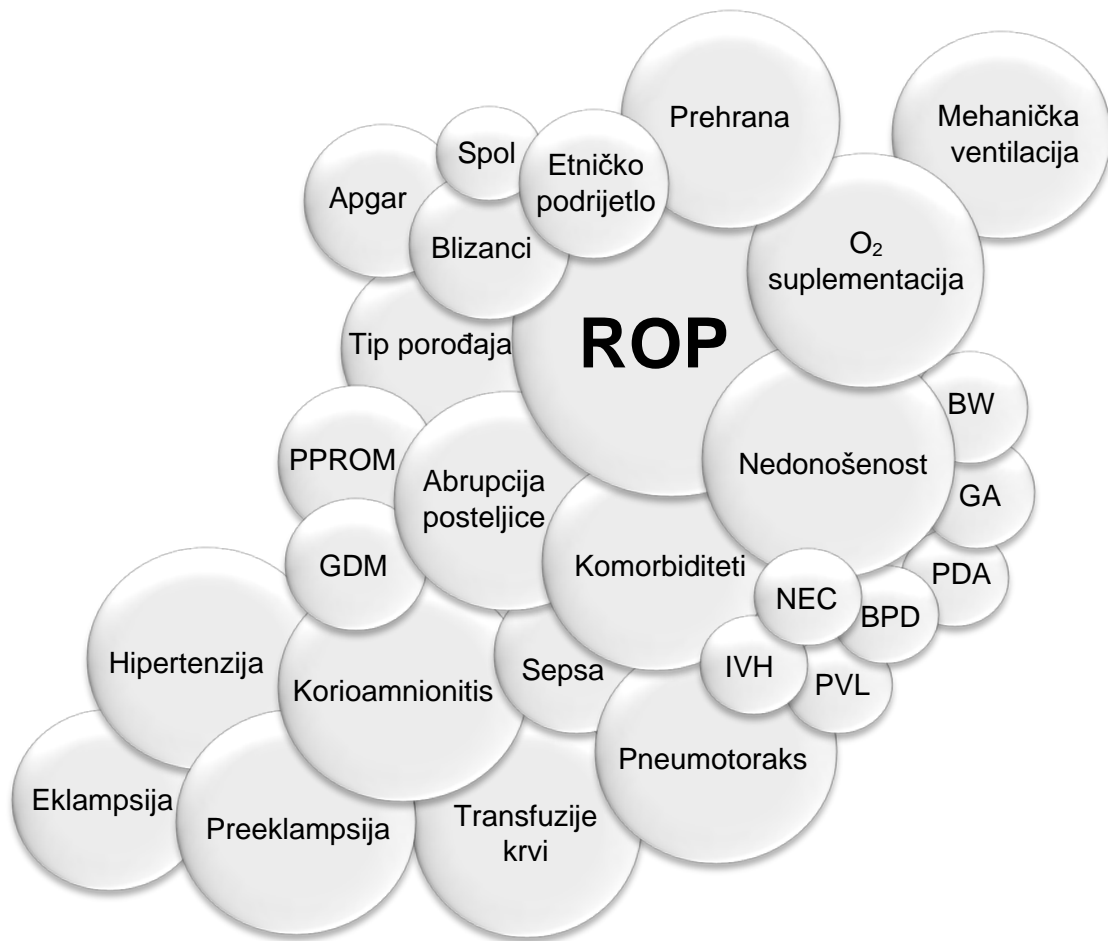 Prehrana
Mehanička
ventilacija
Spol
Etničko
podrijetlo
Apgar
Blizanci
O₂
suplementacija
Tip porođaja
ROP
BW
PPROM
Abrupcija
posteljice
Nedonošenost
GA
GDM
Komorbiditeti
PDA
NEC
BPD
Hipertenzija
Korioamnionitis
Sepsa
IVH
PVL
Pneumotoraks
Eklampsija
Preeklampsija
Transfuzije
krvi